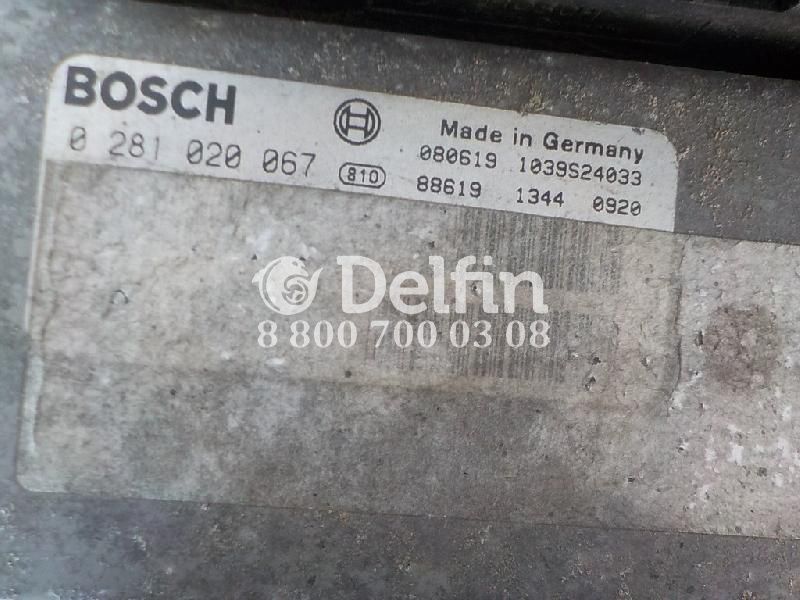 BOSCH
Made in Germany
0 281 020 067
810
080619 1039S24033
88619 1344 0920
Delfin
8 800 700 03 08